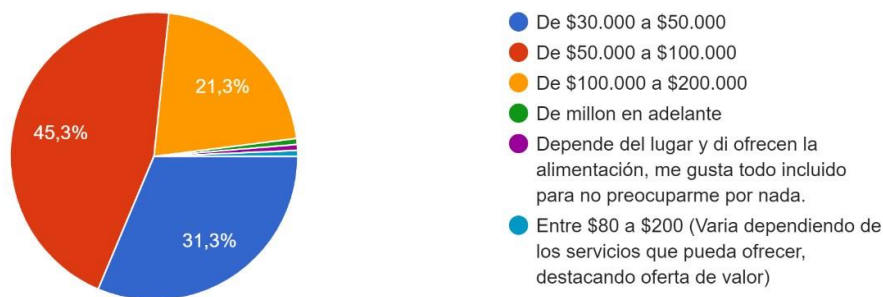 21,3%
45,3%
31,3%
De $30.000 a $50.000
De $50.000 a $100.000
De $100.000 a $200.000
De millon en adelante
Depende del lugar y di ofrecen la
alimentación, me gusta todo incluido
para no preocuparme por nada.
Entre $80 a $200 (Varia dependiendo de
los servicios que pueda ofrecer,
destacando oferta de valor)